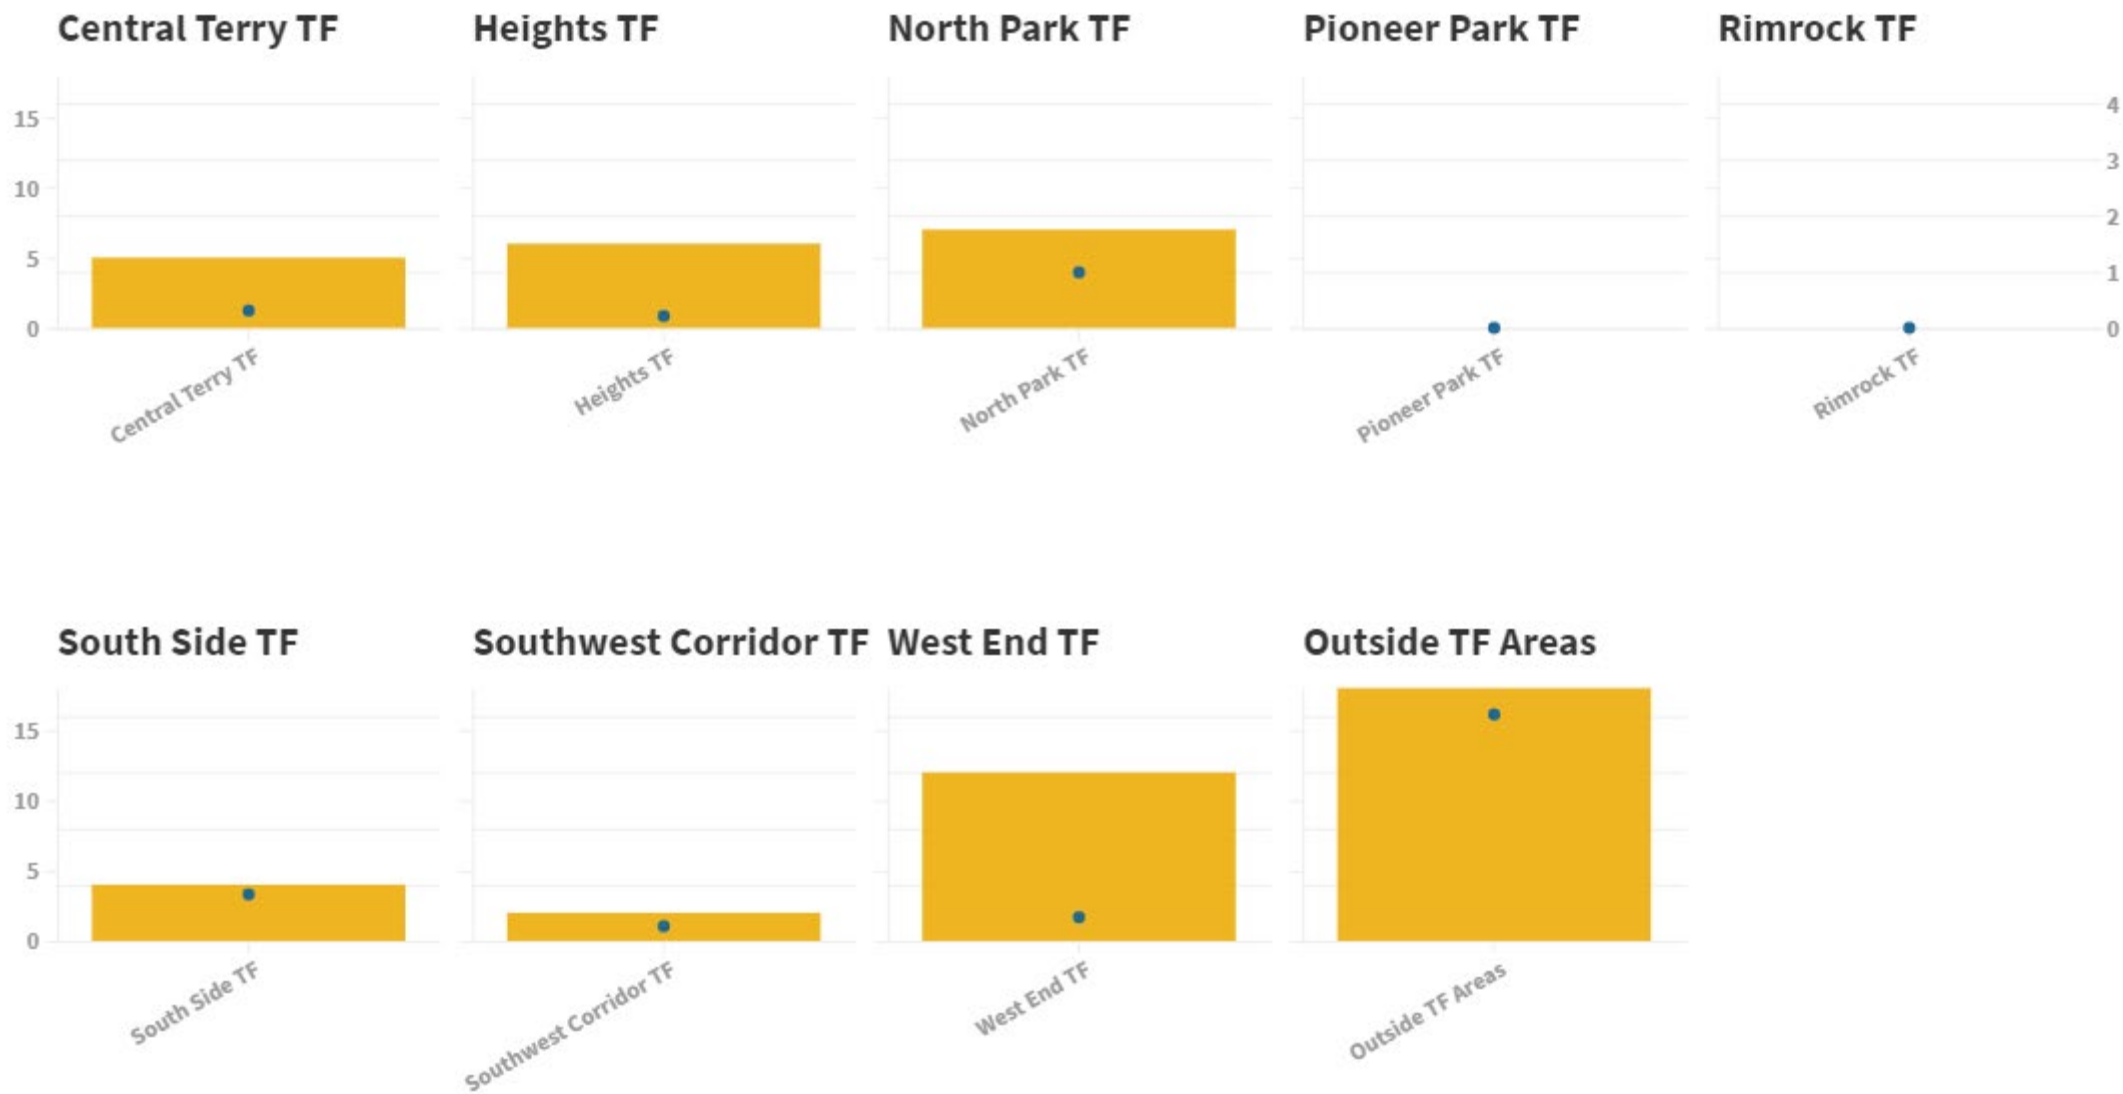 Central Terry TF
Heights TF
North Park TF
Pioneer Park TF
Rimrock TF
15
10
5
0
4
3
2
1
0
Central Terry TF
Heights TF
North Park TF
Pioneer Park TF
Rimrock TF
South Side TF
Southwest Corridor TF
West End TF
Outside TF Areas
15
10
5
0
South Side TF
Southwest Corridor TF
West End TF
Outside TF Areas